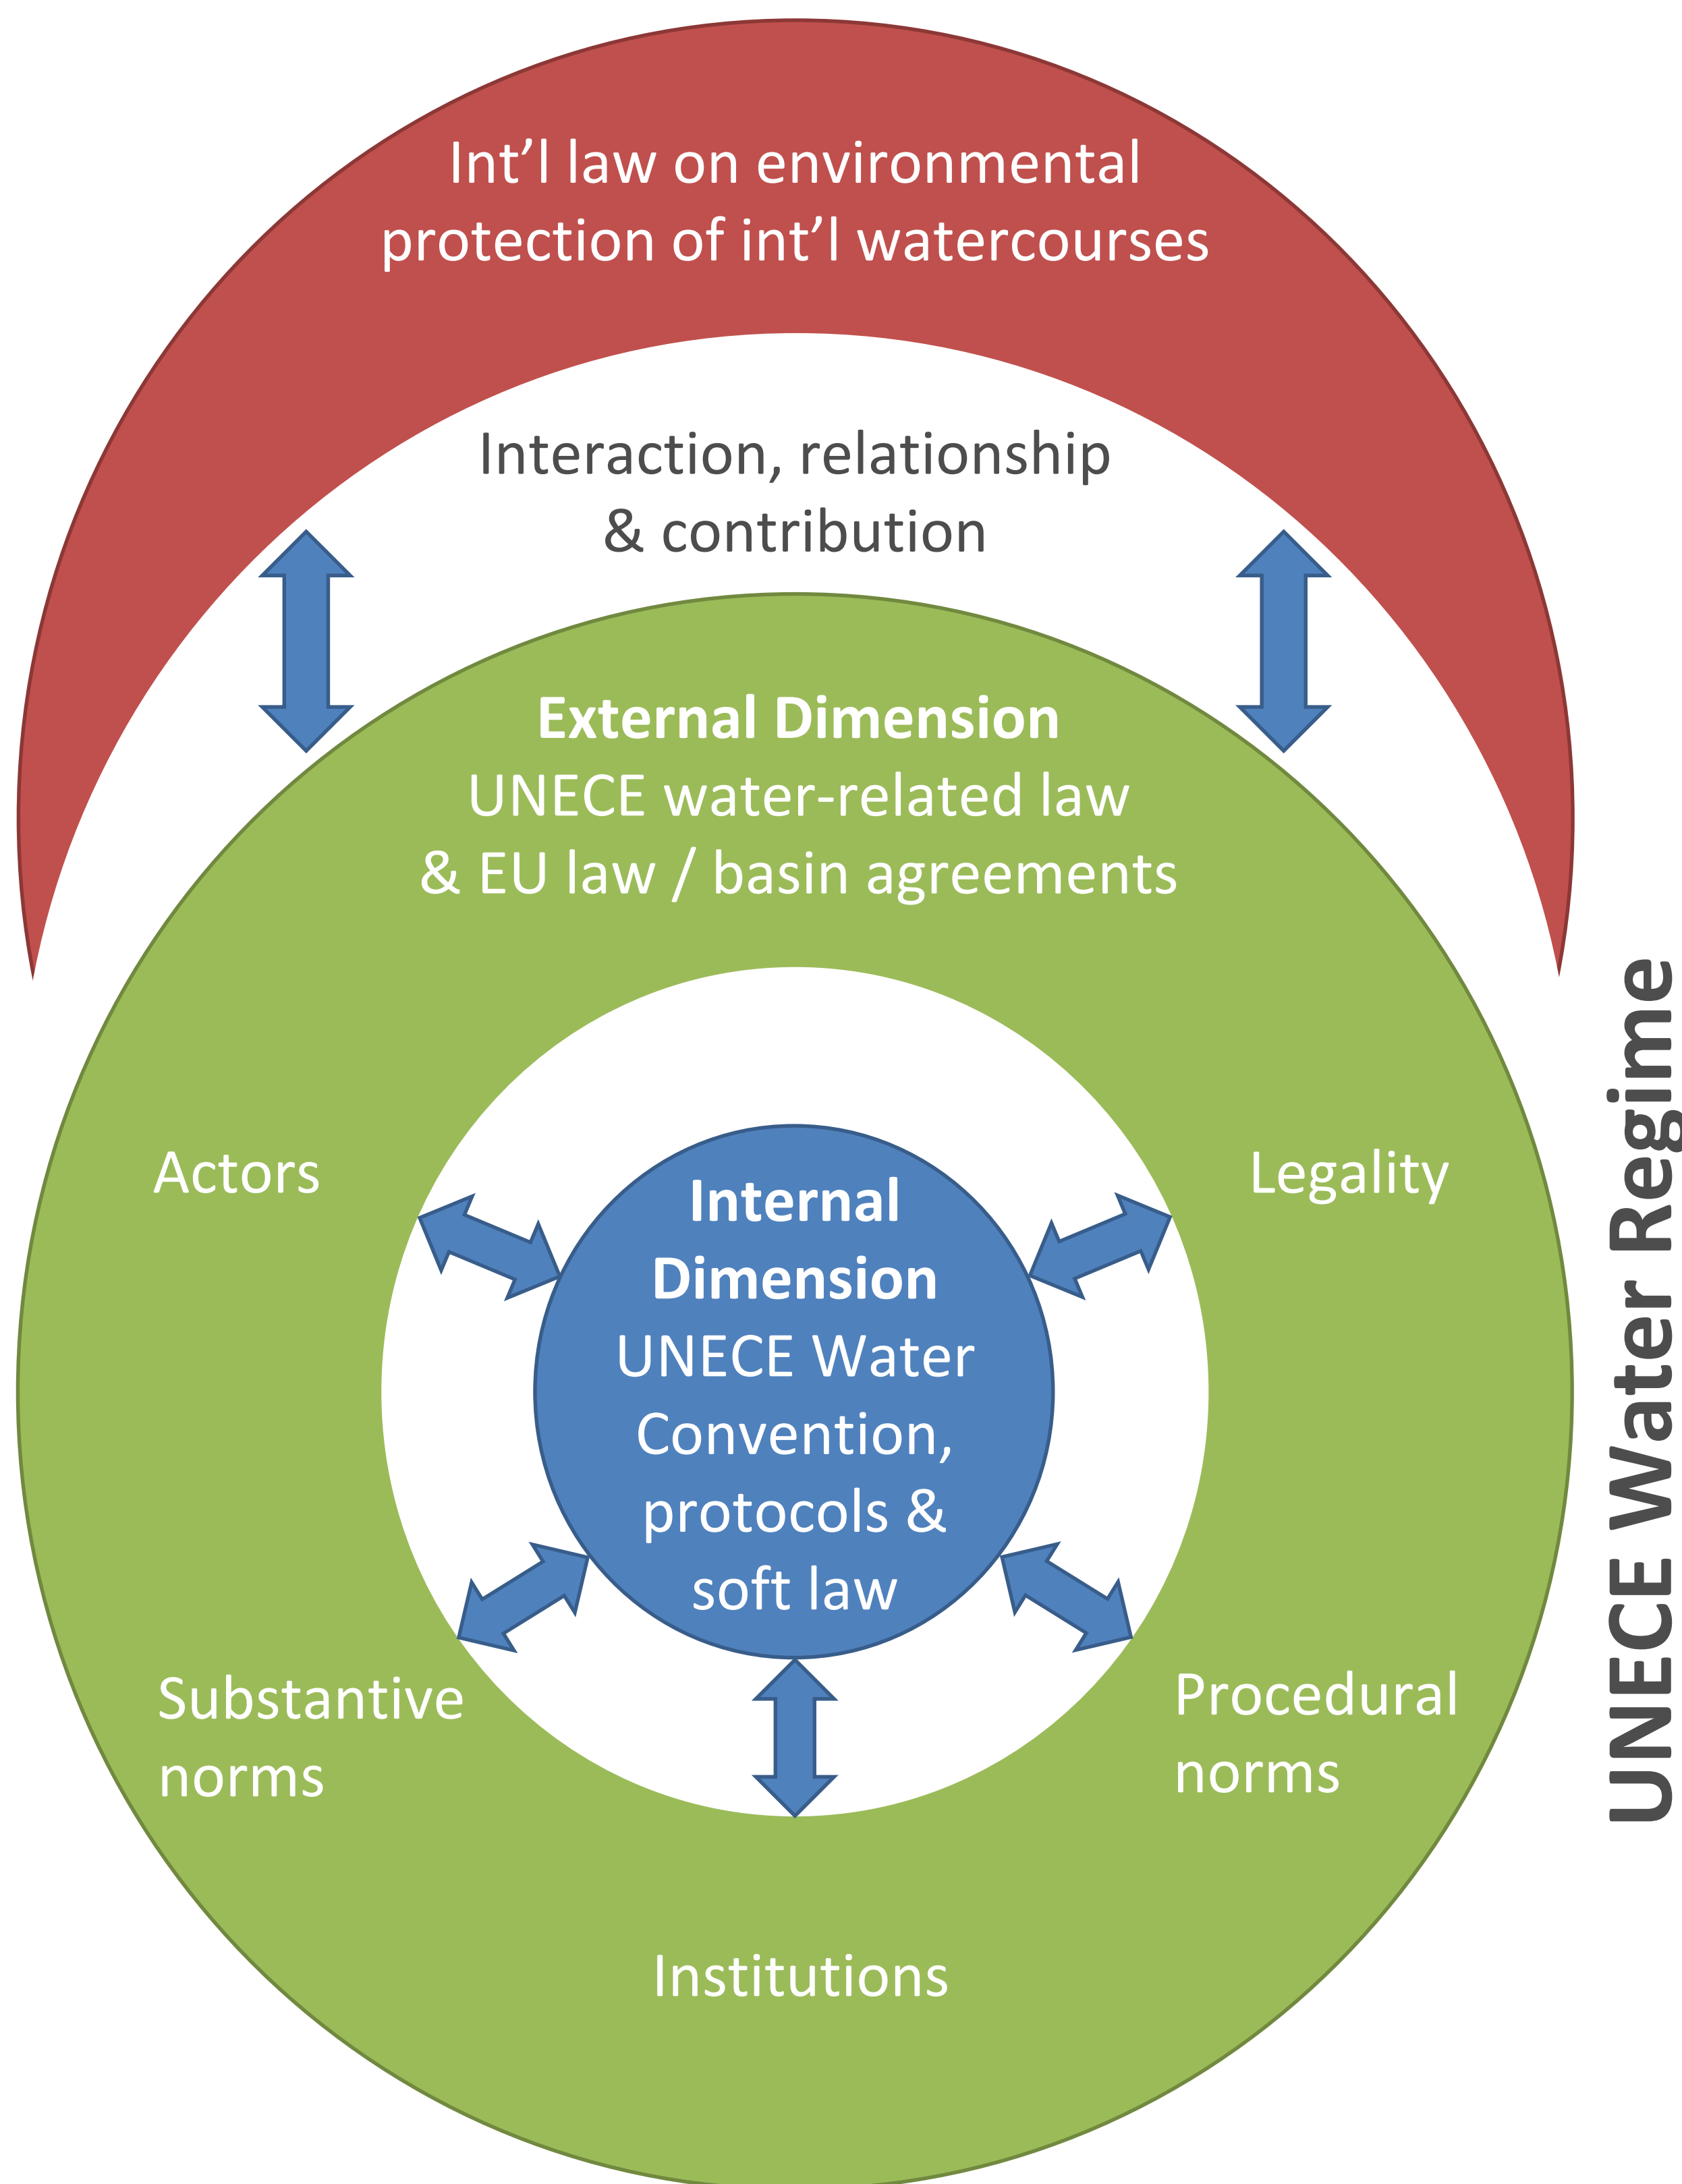 Int’l law on environmental
protection of int’l watercourses
Interaction, relationship
& contribution
External Dimension
UNECE water-related law
& EU law / basin agreements
Actors
Legality
Internal
Dimension
UNECE Water
Convention,
protocols &
soft law
Substantive
norms
Procedural
norms
Institutions
UNECE Water Regime